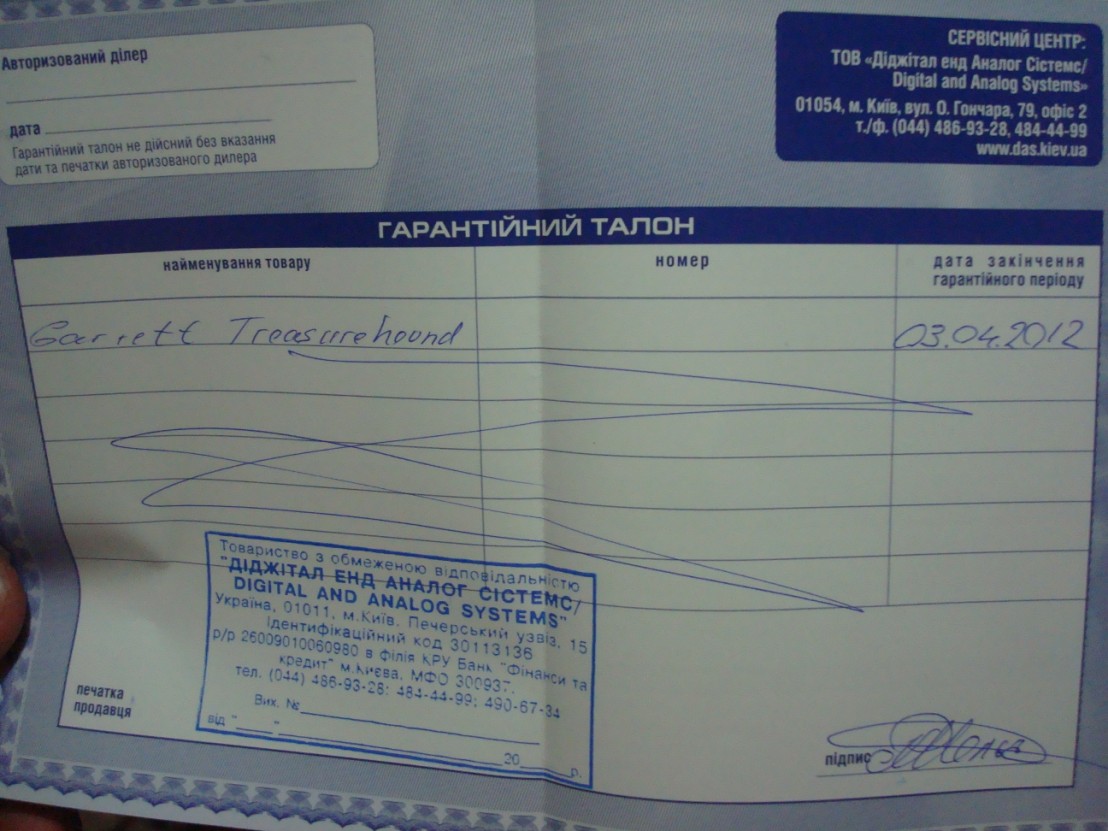 Авторизований ділер
дата
Гарантійний талон не дійсний без вказання
дати та печатки авторизованого дилера
СЕРВІСНИЙ ЦЕНТР:
ТОВ «Діджітал енд Аналог Сістемс/
Digital and Analog Systems»
01054, м. Київ, вул. О. Гончара, 79, офіс 2
т./ф. (044) 486-93-28, 484-44-99
www.das.kiev.ua
ГАРАНТІЙНИЙ ТАЛОН
найменування товару
номер
дата закінчення
гарантійного періоду
Garrett Treasurehound
03.04.2012
Товариство з обмеженою відповідальністю
"ДІДЖІТАЛ ЕНД АНАЛОГ СІСТЕМС/
DIGITAL AND ANALOG SYSTEMS"
Україна, 01011, м.Київ, Печерський узвіз, 15
Ідентифікаційний код 30113136
р/р 26009010060980 в філія КРУ Банк "Фінанси та
кредит" м.Києва, МФО 300937,
тел. (044) 486-93-28; 484-44-99; 490-67-34
Вих. №
від "___" 20___р.
печатка
продавця
підпис